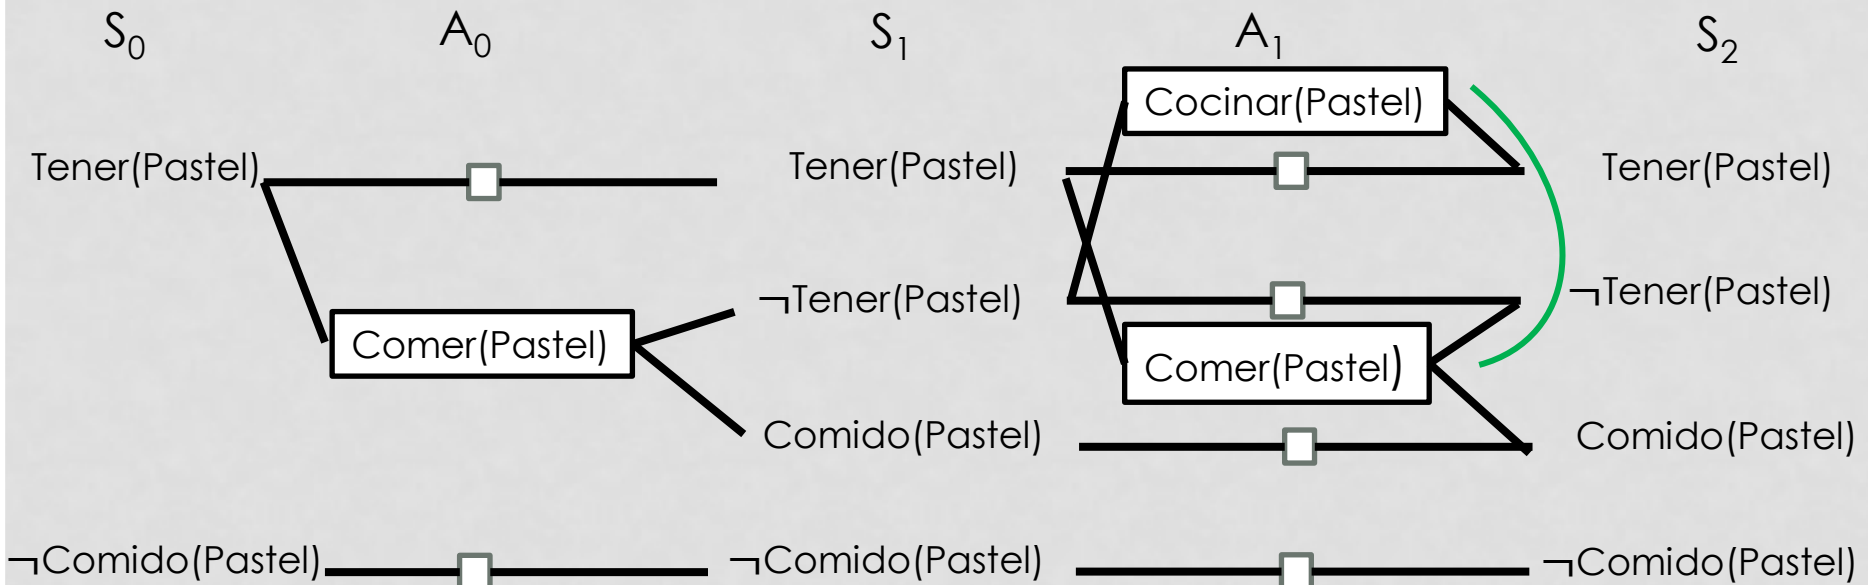 S0 A0 S1 A1 S2
Cocinar(Pastel)
Tener(Pastel) Tener(Pastel) Tener(Pastel)
¬Tener(Pastel) ¬Tener(Pastel)
Comer(Pastel) Comer(Pastel)
Comido(Pastel) Comido(Pastel)
¬Comido(Pastel) ¬Comido(Pastel) ¬Comido(Pastel)